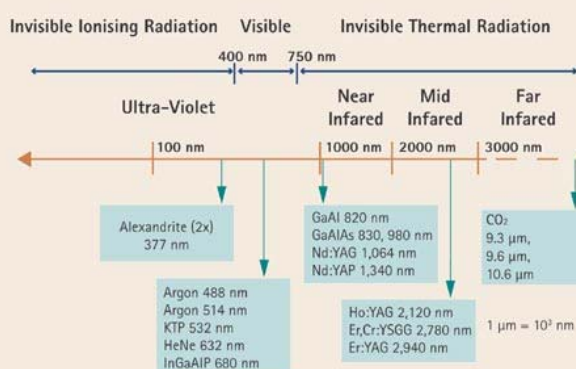 Invisible Ionising Radiation Visible Invisible Thermal Radiation
400 nm 750 nm
Ultra-Violet
Near
Infared
Mid
Infared
Far
Infared
100 nm 1000 nm 2000 nm 3000 nm
Alexandrite (2x)
377 nm
Argon 488 nm
Argon 514 nm
KTP 532 nm
HeNe 632 nm
InGaAlP 680 nm
GaAl 820 nm
GaAlAs 830, 980 nm
Nd:YAG 1,064 nm
Nd:YAP 1,340 nm
Ho:YAG 2,120 nm
Er,Cr:YSGG 2,780 nm
Er:YAG 2,940 nm
CO₂
9.3 µm,
9.6 µm,
10.6 µm
1 µm = 10³ nm